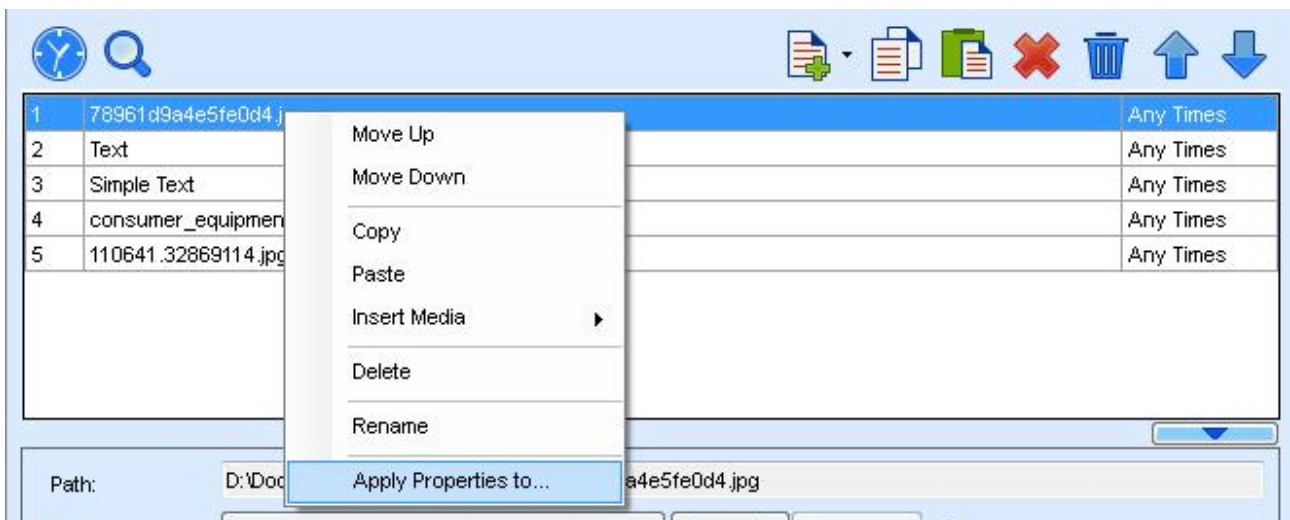 1 78961d9a4e5fe0d4.j Any Times
2 Text Any Times
3 Simple Text Any Times
4 consumer_equipmen Any Times
5 110641.32869114.jpg Any Times
Move Up
Move Down
Copy
Paste
Insert Media
Delete
Rename
Apply Properties to...
Path: D:\Doc a4e5fe0d4.jpg